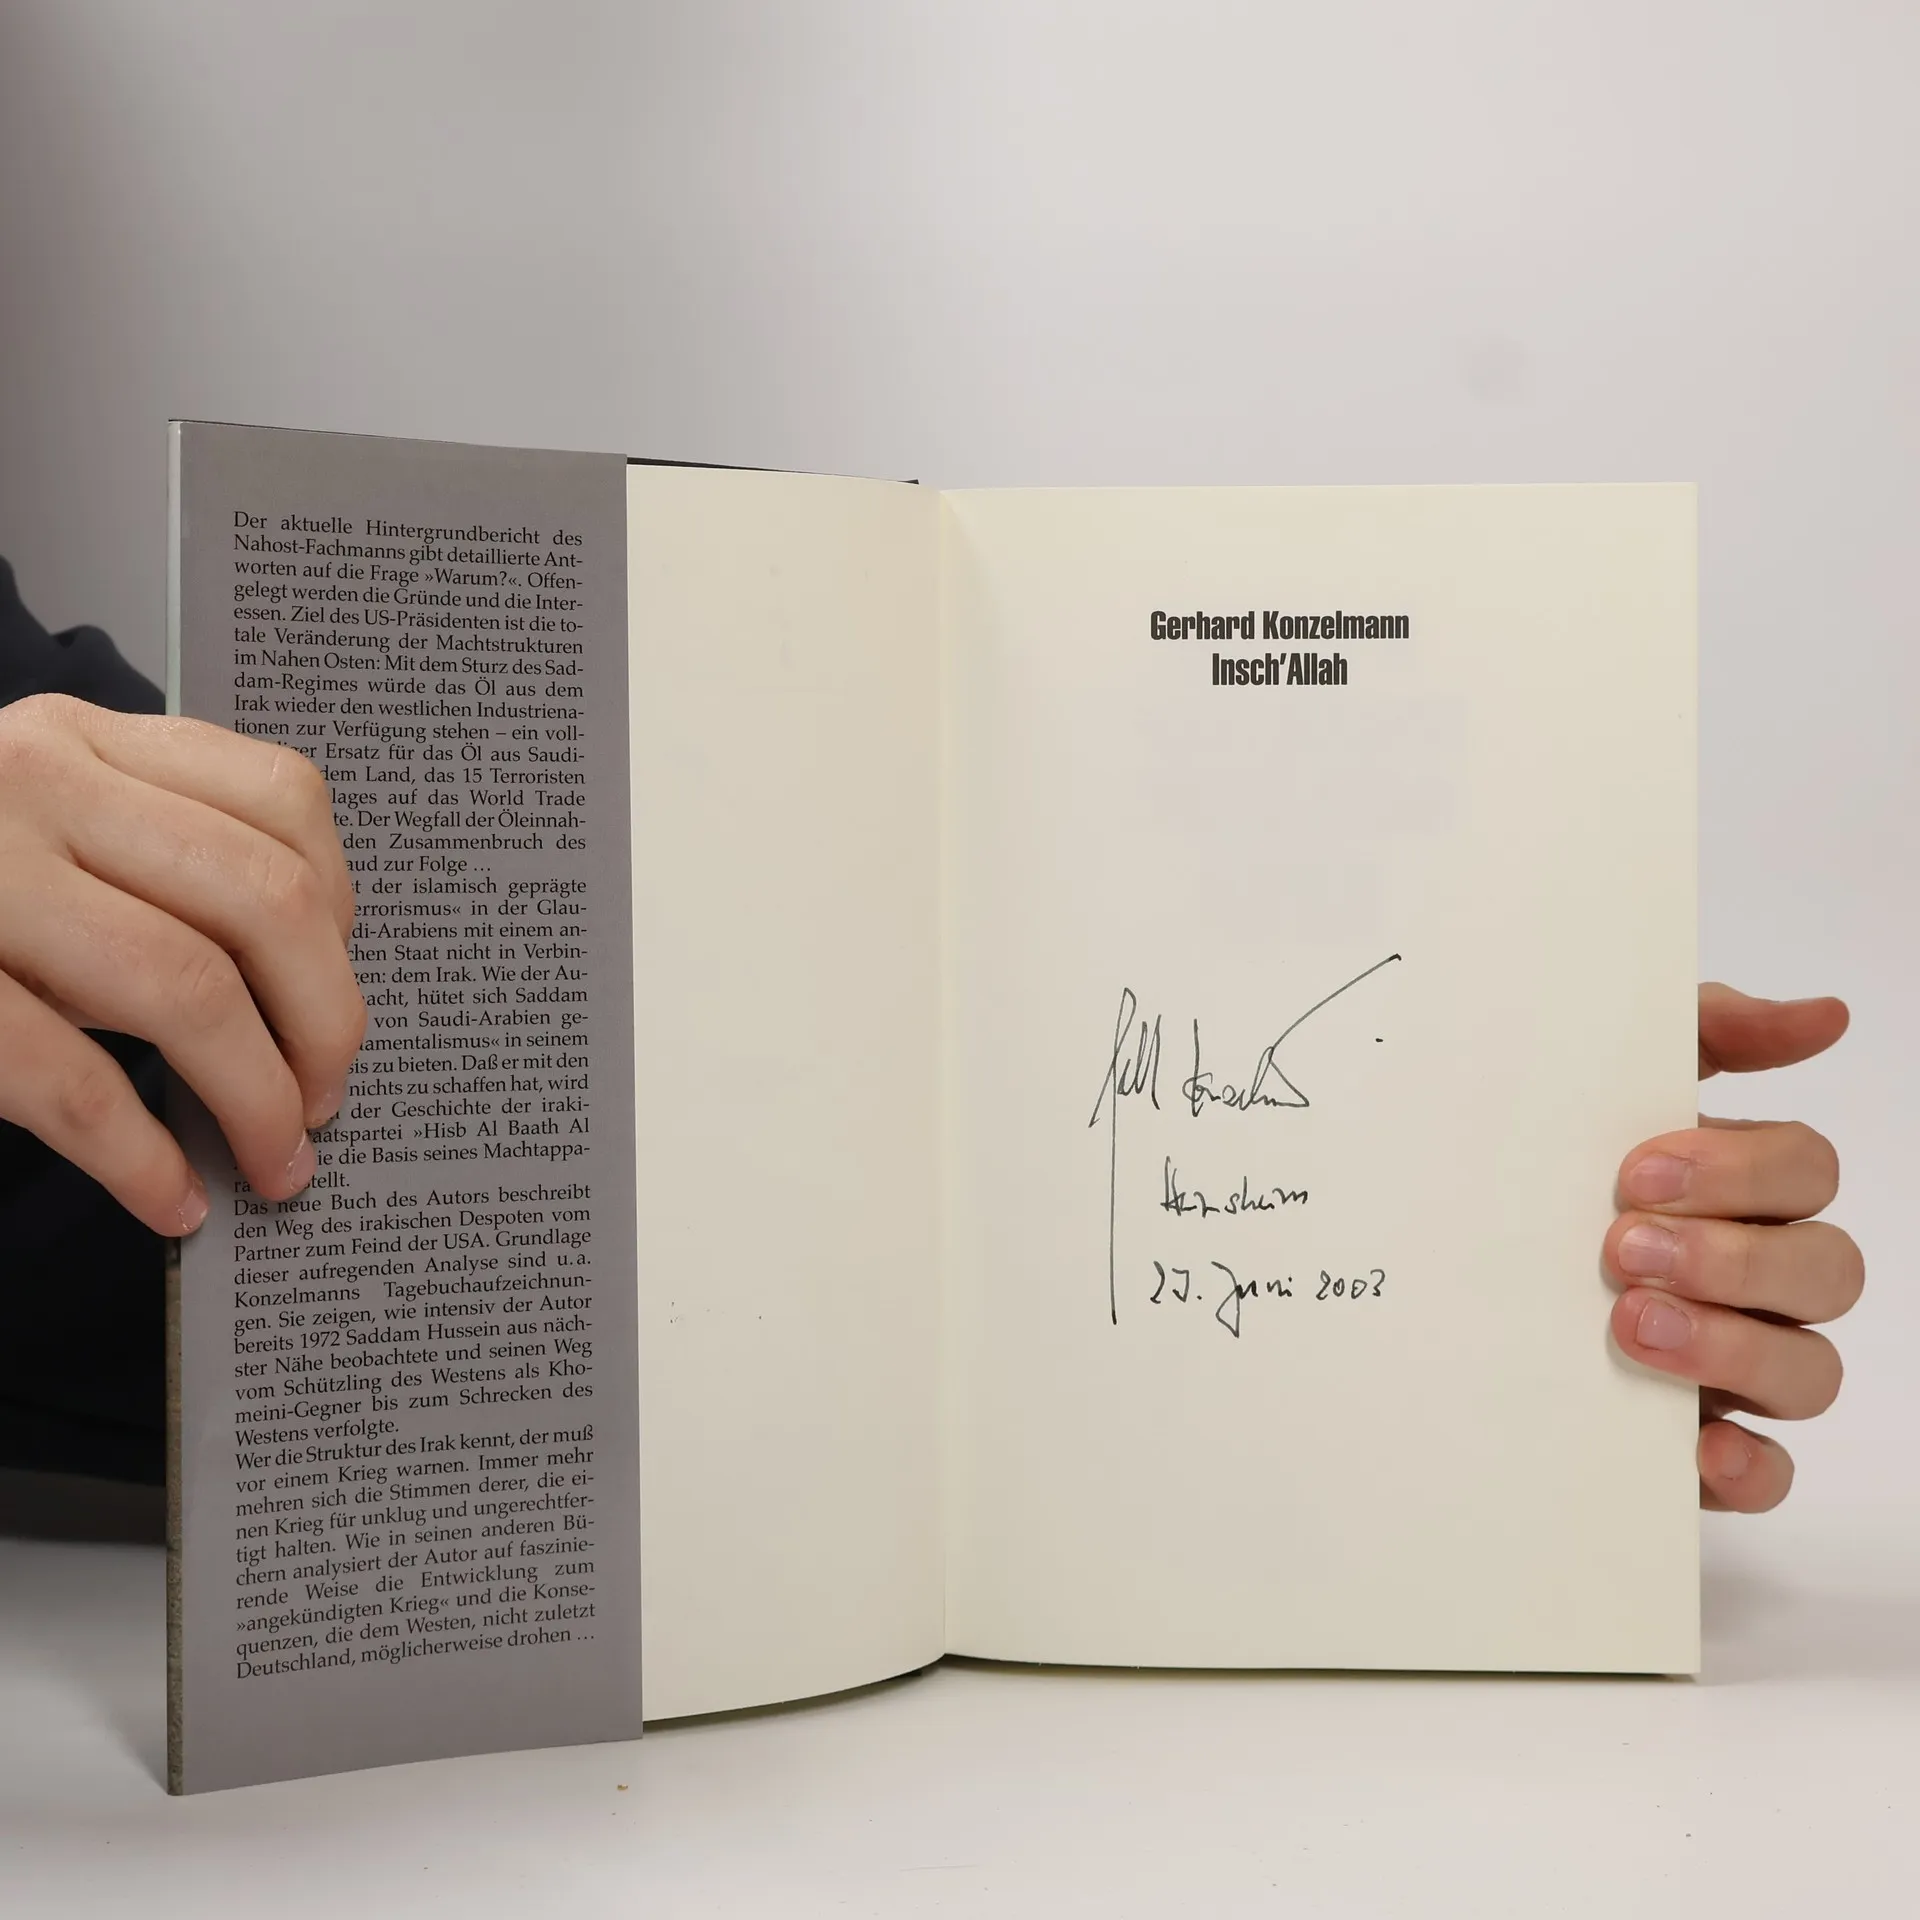 Der aktuelle Hintergrundbericht des
Nahost-Fachmanns gibt detaillierte Ant-
worten auf die Frage »Warum?«. Offen-
gelegt werden die Gründe und die Inter-
essen. Ziel des US-Präsidenten ist die to-
tale Veränderung der Machtstrukturen
im Nahen Osten: Mit dem Sturz des Sad-
dam-Regimes würde das Öl aus dem
Irak wieder den westlichen Industriena-
tionen zur Verfügung stehen – ein voll-
Ersatz für das Öl aus Saudi-
dem Land, das 15 Terroristen
auf das World Trade
Der Wegfall der Öleinnah-
den Zusammenbruch des
zur Folge ...
der islamisch geprägte
in der Glau-
mit einem an-
Staat nicht in Verbin-
dem Irak. Wie der Au-
hütet sich Saddam
von Saudi-Arabien ge-
in seinem
zu bieten. Daß er mit den
nichts zu schaffen hat, wird
der Geschichte der iraki-
»Hisb Al Baath Al
die Basis seines Machtappa-
Das neue Buch des Autors beschreibt
den Weg des irakischen Despoten vom
Partner zum Feind der USA. Grundlage
dieser aufregenden Analyse sind u. a.
Konzelmanns Tagebuchaufzeichnun-
gen. Sie zeigen, wie intensiv der Autor
bereits 1972 Saddam Hussein aus näch-
ster Nähe beobachtete und seinen Weg
vom Schützling des Westens als Kho-
meini-Gegner bis zum Schrecken des
Westens verfolgte.
Wer die Struktur des Irak kennt, der muß
vor einem Krieg warnen. Immer mehr
mehren sich die Stimmen derer, die ei-
nen Krieg für unklug und ungerechtfer-
tigt halten. Wie in seinen anderen Bü-
chern analysiert der Autor auf faszinie-
rende Weise die Entwicklung zum
»angekündigten Krieg« und die Konse-
quenzen, die dem Westen, nicht zuletzt
Deutschland, möglicherweise drohen ...
Gerhard Konzelmann
Insch'Allah
Juni 2003